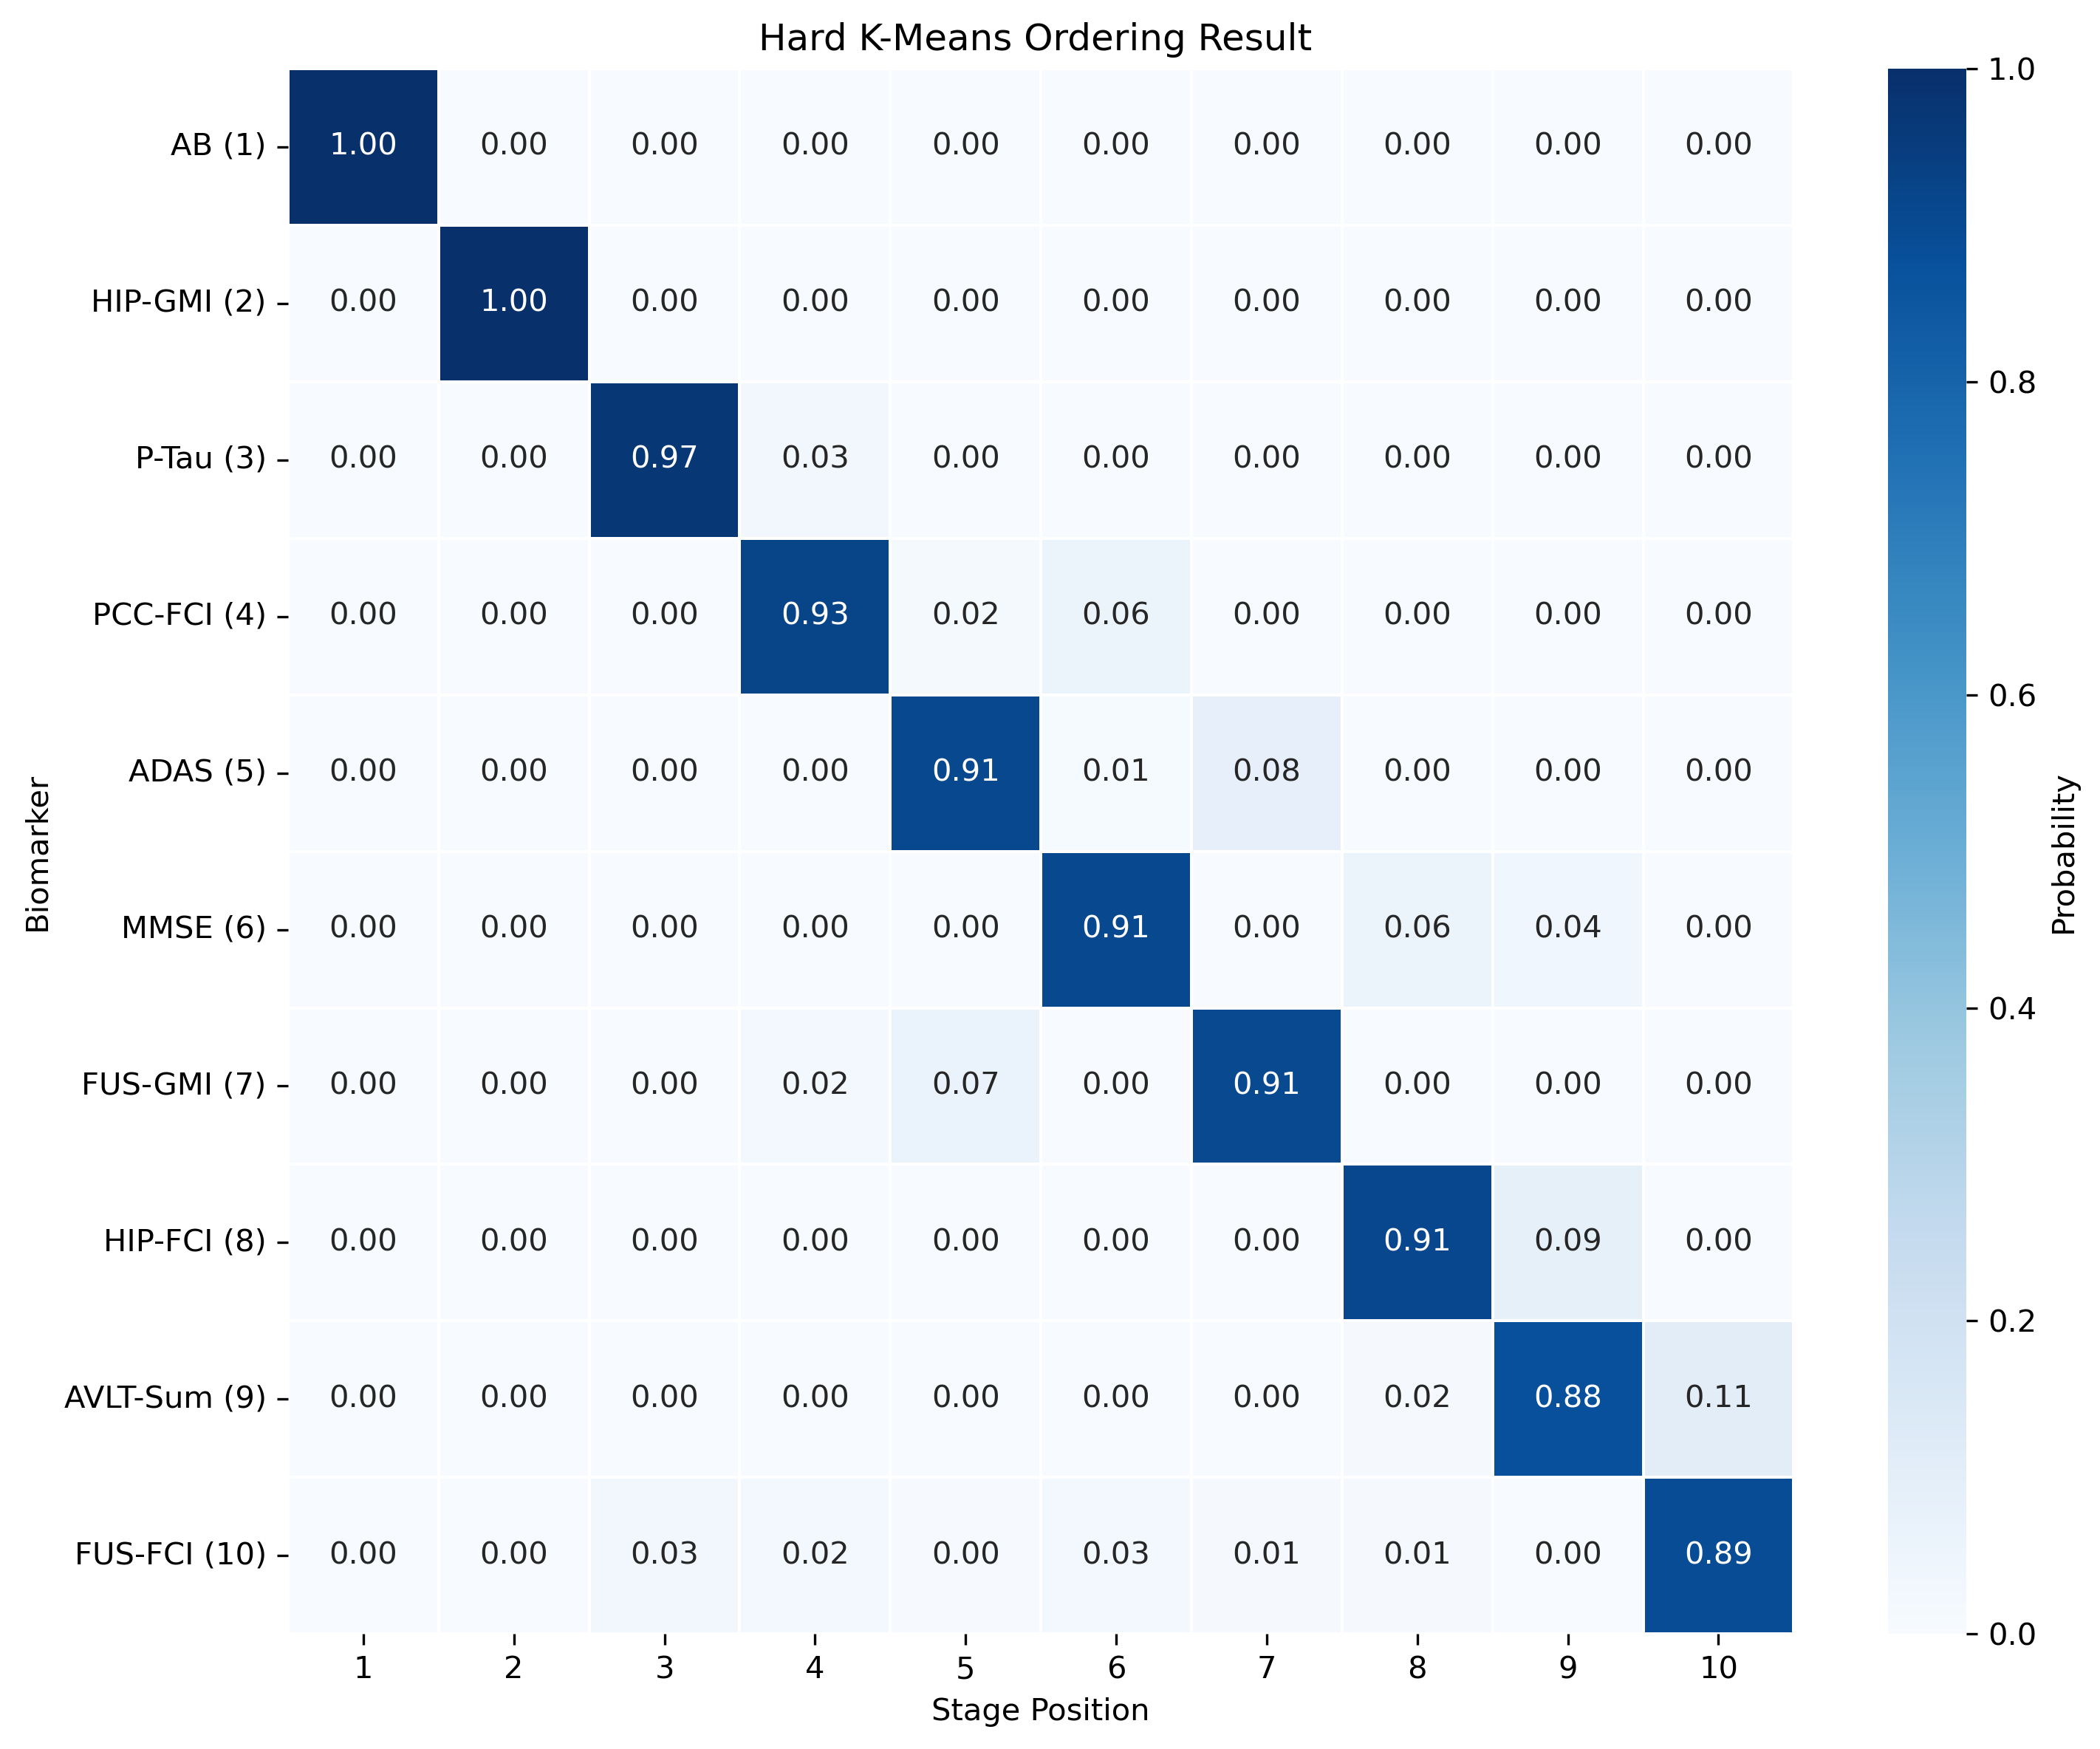 Hard K-Means Ordering Result
Biomarker
AB (1) 1.00 0.00 0.00 0.00 0.00 0.00 0.00 0.00 0.00 0.00
HIP-GMI (2) 0.00 1.00 0.00 0.00 0.00 0.00 0.00 0.00 0.00 0.00
P-Tau (3) 0.00 0.00 0.97 0.03 0.00 0.00 0.00 0.00 0.00 0.00
PCC-FCI (4) 0.00 0.00 0.00 0.93 0.02 0.06 0.00 0.00 0.00 0.00
ADAS (5) 0.00 0.00 0.00 0.00 0.91 0.01 0.08 0.00 0.00 0.00
MMSE (6) 0.00 0.00 0.00 0.00 0.00 0.91 0.00 0.06 0.04 0.00
FUS-GMI (7) 0.00 0.00 0.00 0.02 0.07 0.00 0.91 0.00 0.00 0.00
HIP-FCI (8) 0.00 0.00 0.00 0.00 0.00 0.00 0.00 0.91 0.09 0.00
AVLT-Sum (9) 0.00 0.00 0.00 0.00 0.00 0.00 0.00 0.02 0.88 0.11
FUS-FCI (10) 0.00 0.00 0.03 0.02 0.00 0.03 0.01 0.01 0.00 0.89
1 2 3 4 5 6 7 8 9 10
Stage Position
1.0
0.8
0.6
0.4
0.2
0.0
Probability